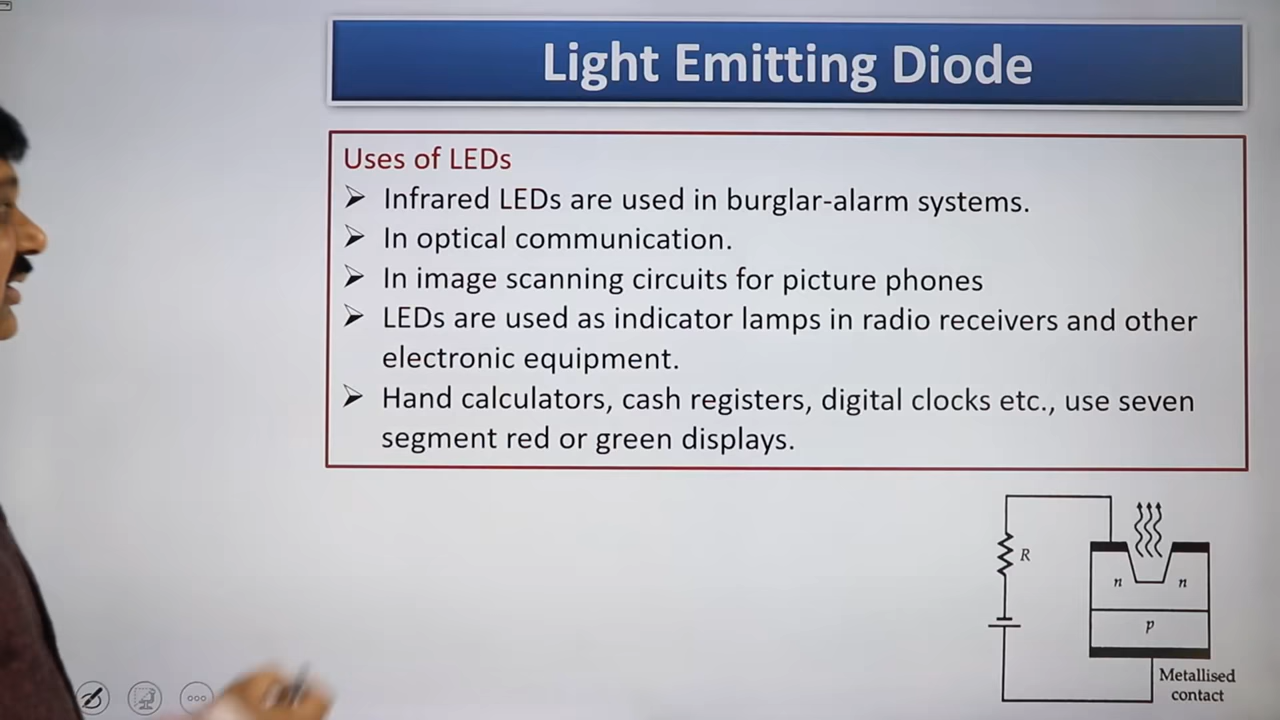 Light Emitting Diode
Uses of LEDs
➢ Infrared LEDs are used in burglar-alarm systems.
➢ In optical communication.
➢ In image scanning circuits for picture phones
➢ LEDs are used as indicator lamps in radio receivers and other
electronic equipment.
➢ Hand calculators, cash registers, digital clocks etc., use seven
segment red or green displays.
R
n n
p
Metallised
contact